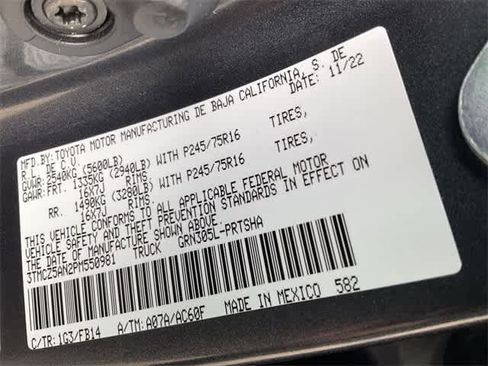 MFD.BY: TOYOTA MOTOR MANUFACTURING DE BAJA CALIFORNIA, S. DE
R.L. DE C.V. DATE: 11/22
GVWR: 2540KG (5600LB)
GAWR: FRT. 1335KG (2940LB) WITH P245/75R16 TIRES,
16X7J RIMS,
RR. 1490KG (3280LB) WITH P245/75R16 TIRES,
16X7J RIMS
THIS VEHICLE CONFORMS TO ALL APPLICABLE FEDERAL MOTOR
VEHICLE SAFETY AND THEFT PREVENTION STANDARDS IN EFFECT ON
THE DATE OF MANUFACTURE SHOWN ABOVE.
3TMCZ5AN2PM550981 TRUCK GRN305L-PRTSHA
C/TR:1G3/FB14 A/TM:A07A/AC60F MADE IN MEXICO 582